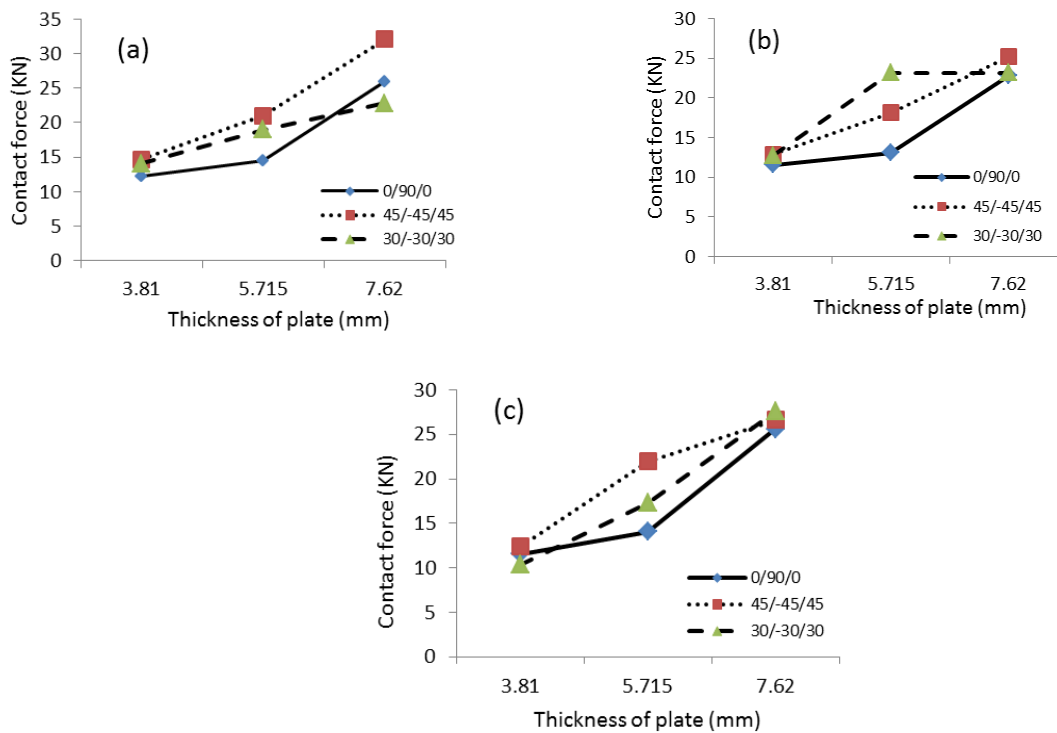 (a)
Contact force (KN)
35
30
25
20
15
10
5
0
0/90/0
45/-45/45
30/-30/30
3.81 5.715 7.62
Thickness of plate (mm)
(b)
Contact force (KN)
30
25
20
15
10
5
0
0/90/0
45/-45/45
30/-30/30
3.81 5.715 7.62
Thickness of plate (mm)
(c)
Contact force (KN)
30
25
20
15
10
5
0
0/90/0
45/-45/45
30/-30/30
3.81 5.715 7.62
Thickness of plate (mm)